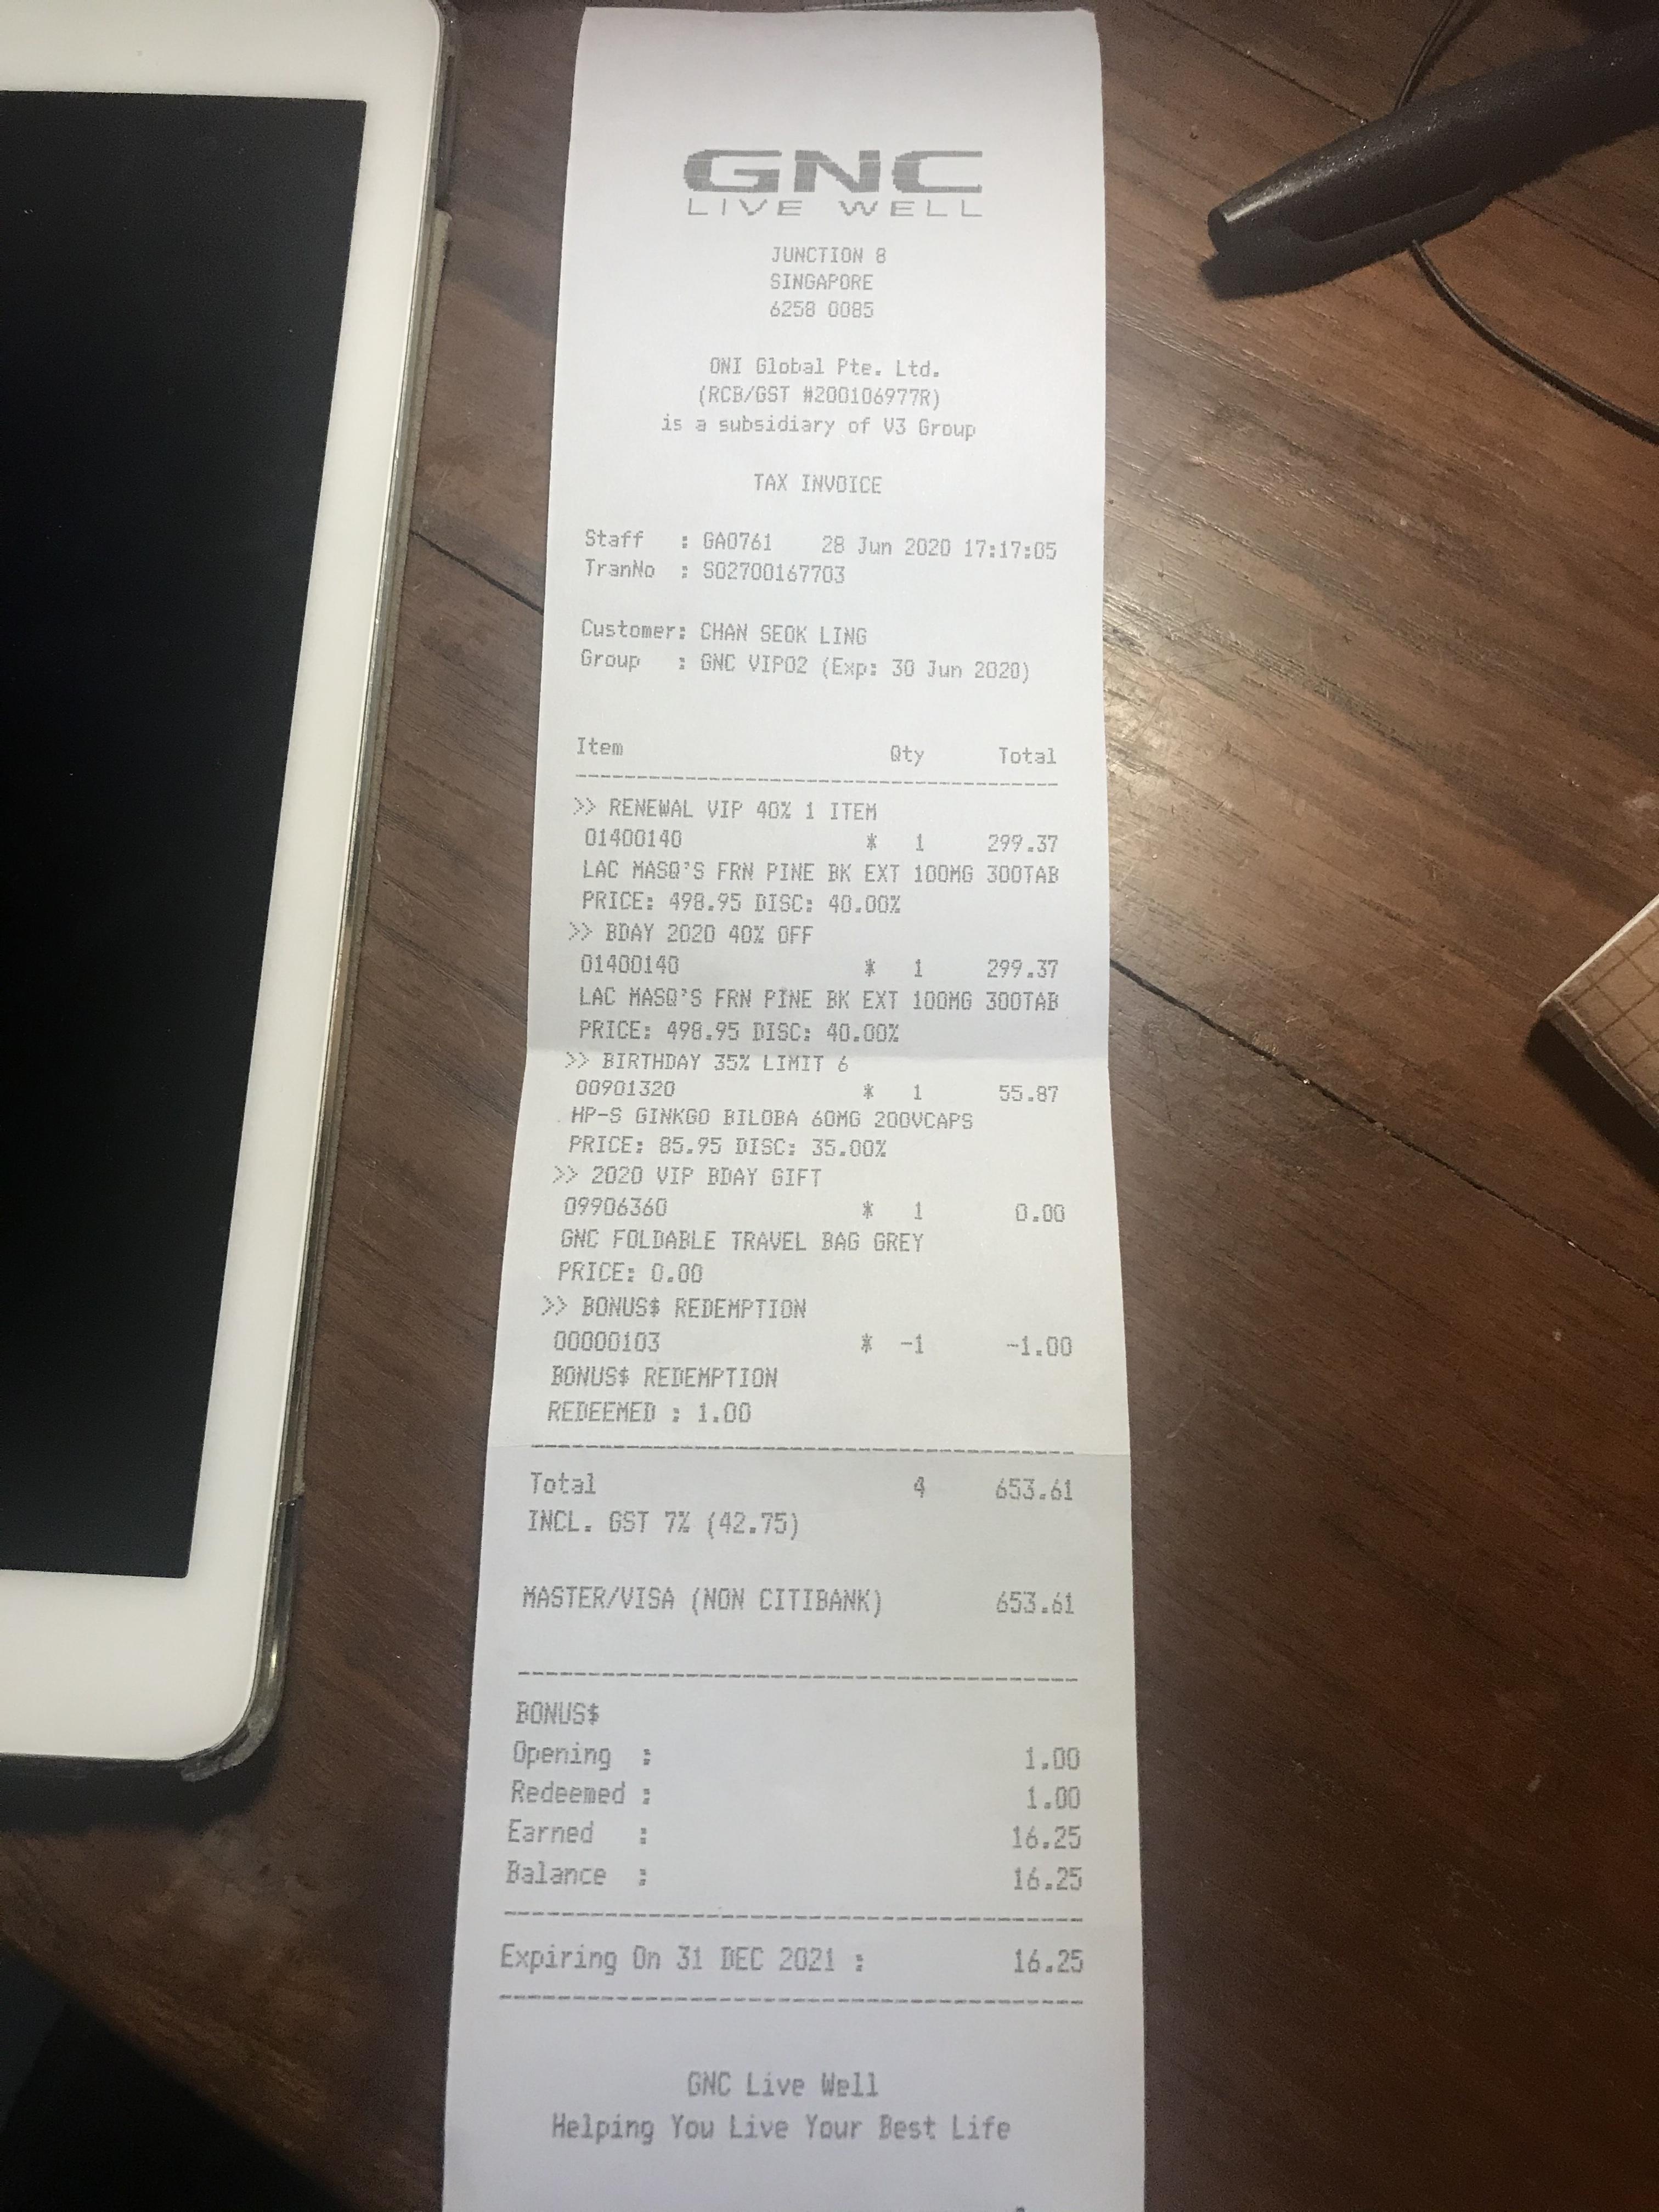 GNC
LIVE WELL
JUNCTION 8
SINGAPORE
6258 0085
ONI Global Pte. Ltd.
(RCB/GST #200106977R)
is a subsidiary of V3 Group
TAX INVOICE
Staff : GA0761 28 Jun 2020 17:17:05
TranNo : S02700167703
Customer: CHAN SEOK LING
Group : GNC VIP02 (Exp: 30 Jun 2020)
Item Qty Total
>> RENEWAL VIP 40% 1 ITEM
01400140 * 1 299.37
LAC MASQ'S FRN PINE BK EXT 100MG 300TAB
PRICE: 498.95 DISC: 40.00%
>> BDAY 2020 40% OFF
01400140 * 1 299.37
LAC MASQ'S FRN PINE BK EXT 100MG 300TAB
PRICE: 498.95 DISC: 40.00%
>> BIRTHDAY 35% LIMIT 6
00901320 * 1 55.87
HP-S GINKGO BILOBA 60MG 200VCAPS
PRICE: 85.95 DISC: 35.00%
>> 2020 VIP BDAY GIFT
09906360 * 1 0.00
GNC FOLDABLE TRAVEL BAG GREY
PRICE: 0.00
>> BONUS$ REDEMPTION
00000103 * -1 -1.00
BONUS$ REDEMPTION
REDEEMED : 1.00
Total 4 653.61
INCL. GST 7% (42.75)
MASTER/VISA (NON CITIBANK) 653.61
BONUS$
Opening : 1.00
Redeemed : 1.00
Earned : 16.25
Balance : 16.25
Expiring On 31 DEC 2021 : 16.25
GNC Live Well
Helping You Live Your Best Life